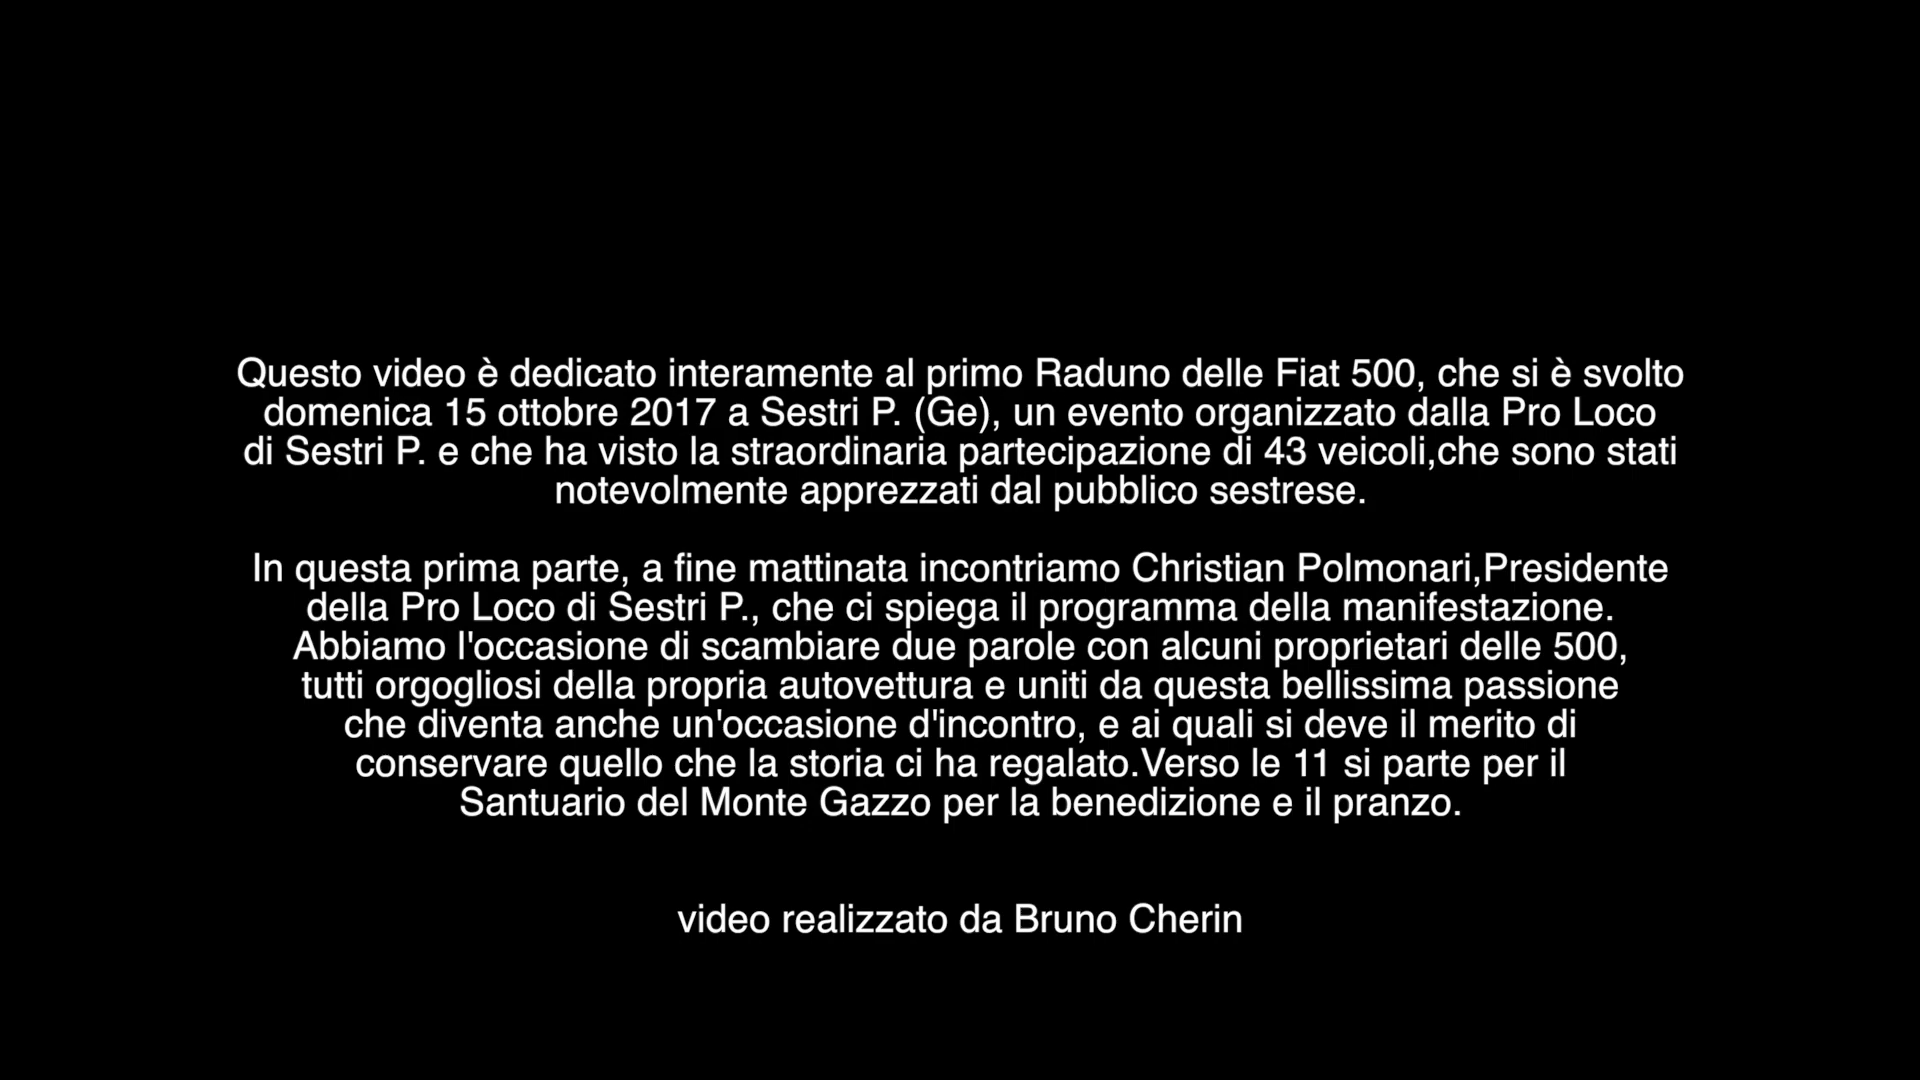 Questo video è dedicato interamente al primo Raduno delle Fiat 500, che si è svolto
domenica 15 ottobre 2017 a Sestri P. (Ge), un evento organizzato dalla Pro Loco
di Sestri P. e che ha visto la straordinaria partecipazione di 43 veicoli,che sono stati
notevolmente apprezzati dal pubblico sestrese.
In questa prima parte, a fine mattinata incontriamo Christian Polmonari,Presidente
della Pro Loco di Sestri P., che ci spiega il programma della manifestazione.
Abbiamo l'occasione di scambiare due parole con alcuni proprietari delle 500,
tutti orgogliosi della propria autovettura e uniti da questa bellissima passione
che diventa anche un'occasione d'incontro, e ai quali si deve il merito di
conservare quello che la storia ci ha regalato.Verso le 11 si parte per il
Santuario del Monte Gazzo per la benedizione e il pranzo.
video realizzato da Bruno Cherin